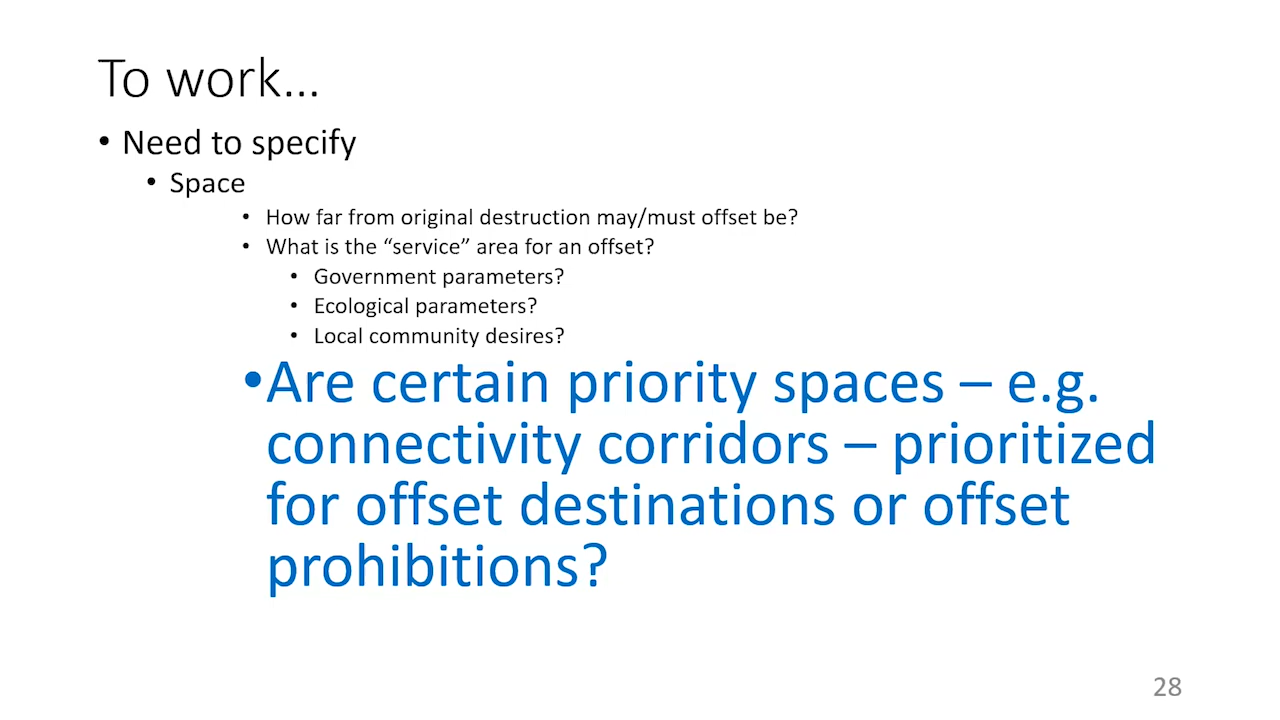 To work...
• Need to specify
• Space
• How far from original destruction may/must offset be?
• What is the “service” area for an offset?
• Government parameters?
• Ecological parameters?
• Local community desires?
•Are certain priority spaces – e.g.
connectivity corridors – prioritized
for offset destinations or offset
prohibitions?
28